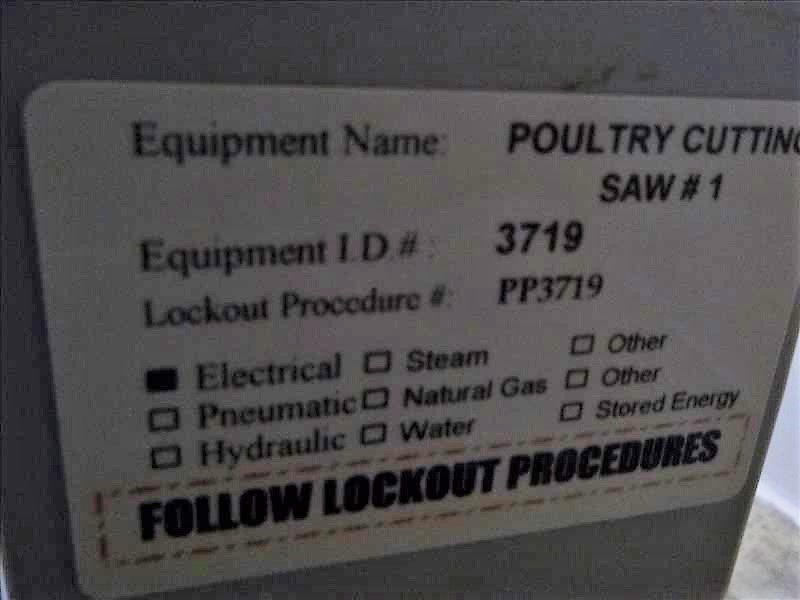 Equipment Name: POULTRY CUTTING
SAW # 1
Equipment I.D.# : 3719
Lockout Procedure #: PP3719
Electrical Steam Other
Pneumatic Natural Gas Other
Hydraulic Water Stored Energy
FOLLOW LOCKOUT PROCEDURES